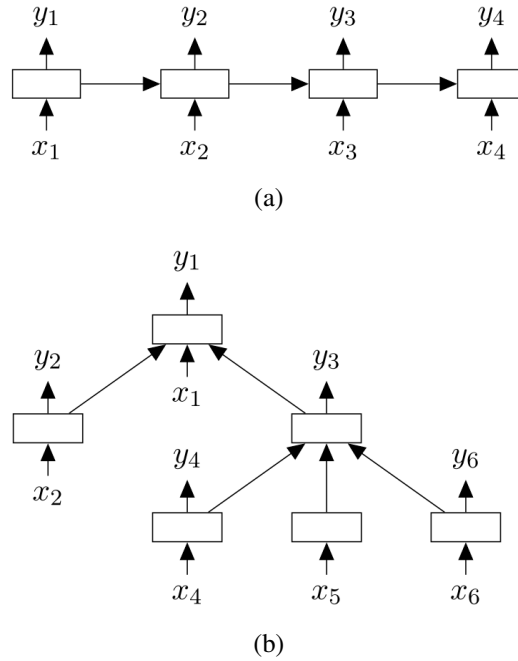 y₁ y₂ y₃ y₄
x₁ x₂ x₃ x₄
(a)
y₁
y₂ y₃
x₁
y₄ y₆
x₂
x₄ x₅ x₆
(b)